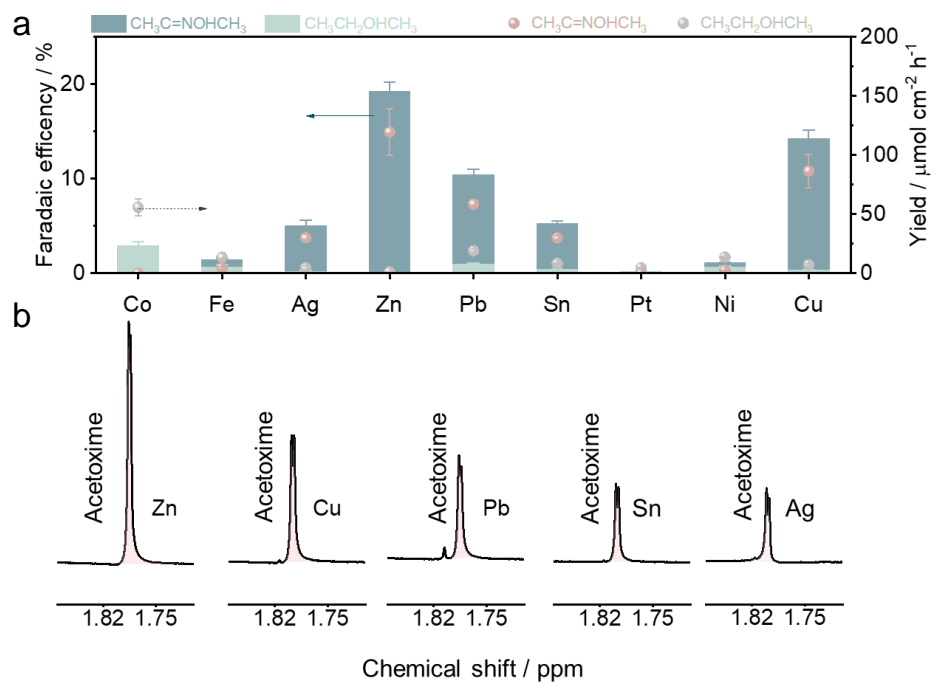 a
CH₃C=NOHCH₃ CH₃CH₂OHCH₃ CH₃C=NOHCH₃ CH₃CH₂OHCH₃
Faradaic efficency / %
20
10
0
200
150
100
50
0
Yield / μmol cm⁻² h⁻¹
Co Fe Ag Zn Pb Sn Pt Ni Cu
b
Acetoxime Zn
Acetoxime Cu
Acetoxime Pb
Acetoxime Sn
Acetoxime Ag
1.82 1.75 1.82 1.75 1.82 1.75 1.82 1.75 1.82 1.75
Chemical shift / ppm